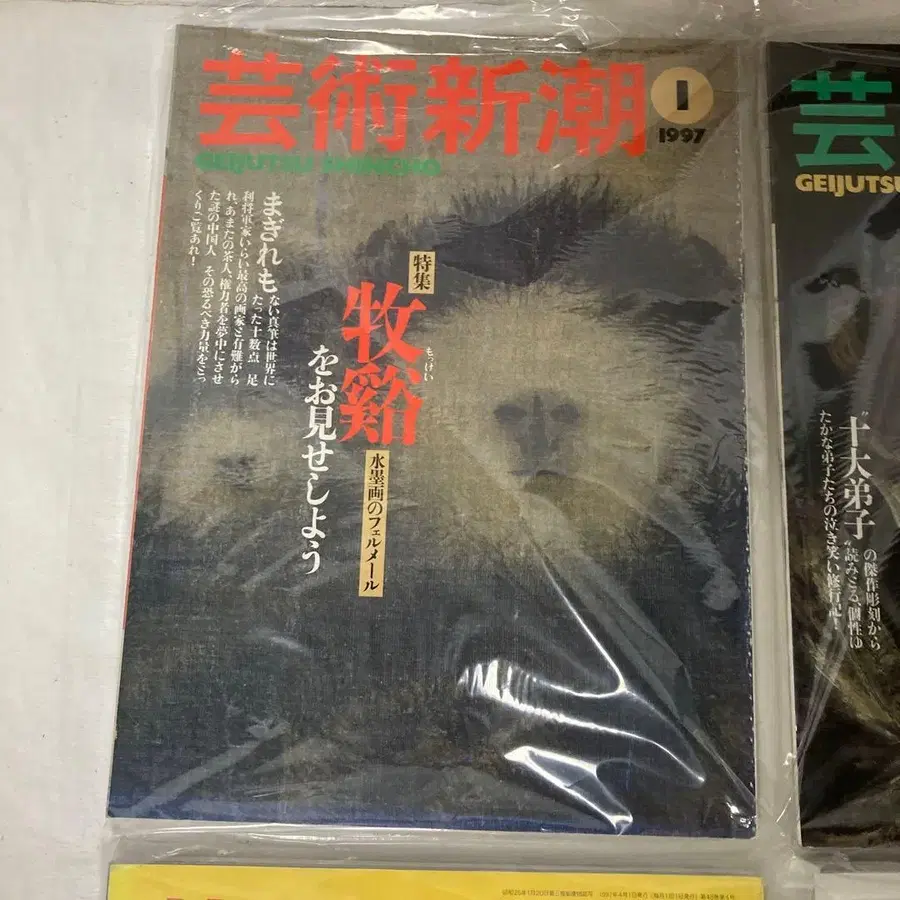 芸術新潮
1
1997
GEIJUTSU SHINCHO
まぎれも
ない真筆は世界に
たった十数点 足
利将軍家いらい最高の画家と有難がら
れ、あまたの茶人、権力者を夢中にさせ
た謎の中国人 その恐るべき力量をとっ
くりご覧あれ!
特集
牧谿
もっけい
をお見せしよう
水墨画のフェルメール
芸
GEIJUTSU
"十大弟子"
の傑作彫刻から
読みとる、個性ゆ
たかな弟子たちの泣き笑い修行記!